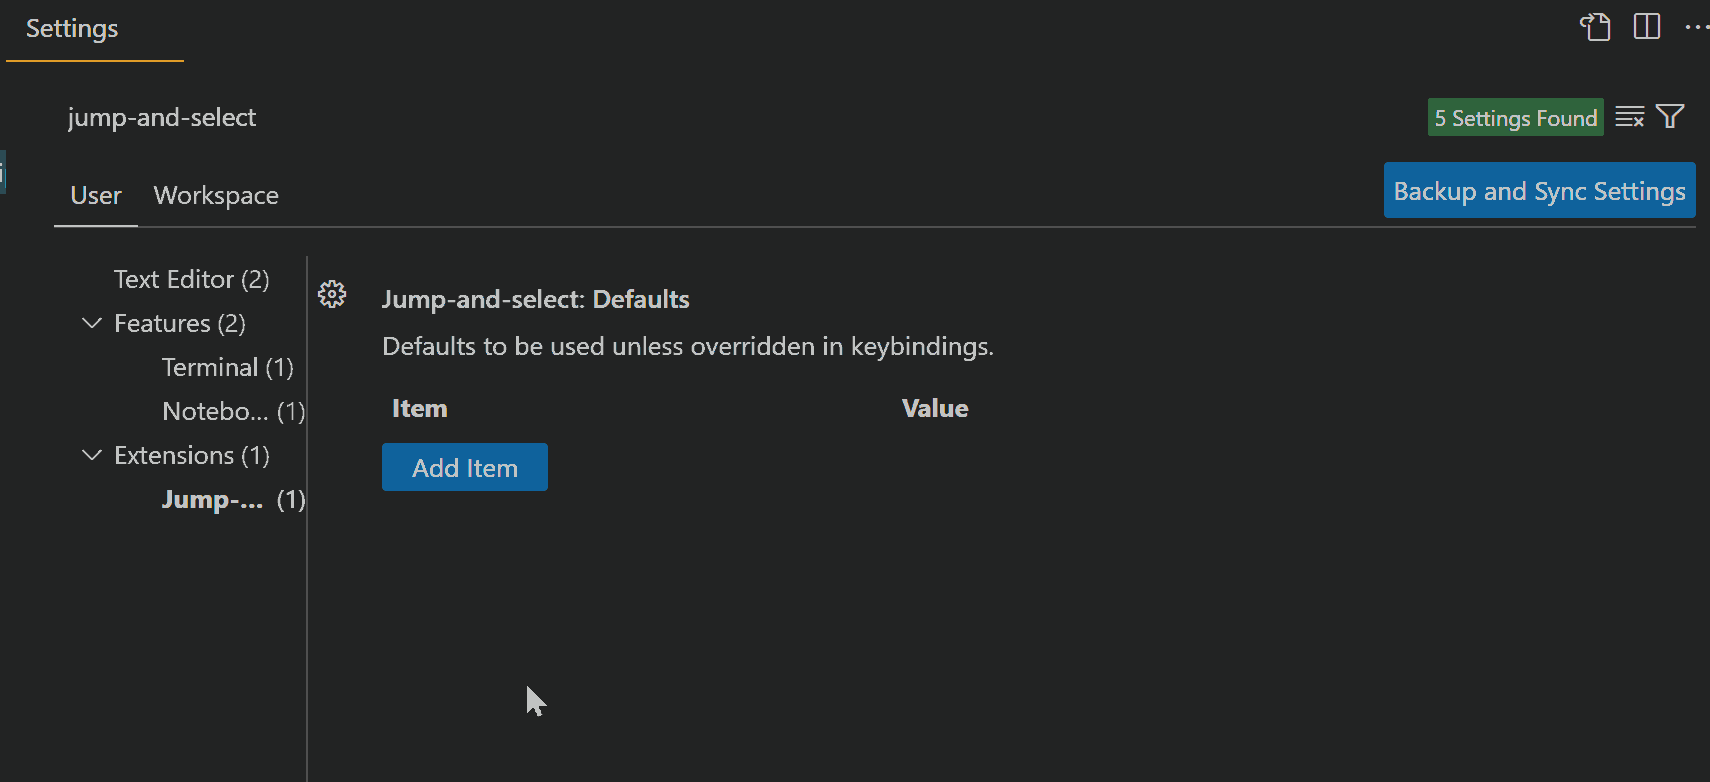 Settings
jump-and-select
5 Settings Found
User Workspace
Backup and Sync Settings
Text Editor (2)
Features (2)
Terminal (1)
Notebo... (1)
Extensions (1)
Jump-... (1)
Jump-and-select: Defaults
Defaults to be used unless overridden in keybindings.
Item Value
Add Item